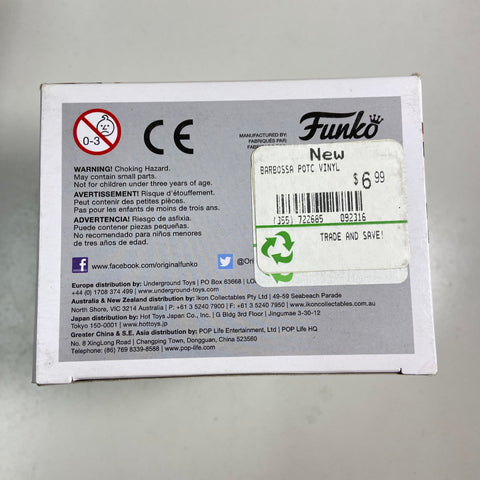 0-3
CE
MANUFACTURED BY:
FABRIQUÉ PAR:
FABRICADO
Funko
WARNING! Choking Hazard.
May contain small parts.
Not for children under three years of age.
AVERTISSEMENT! Risque d'étouffement.
Peut contenir des petites pièces.
Pas pour les enfants de moins de trois ans.
ADVERTENCIA! Riesgo de asfixia.
Puede contener piezas pequeñas.
No recomendado para niños menores
de tres años de edad.
New
BARBOSSA POTC VINYL
$6.99
(355) 722685 092316
TRADE AND SAVE!
www.facebook.com/originalfunko
Europe distribution by: Underground Toys | PO Box 63668 |
+44 (0) 1708 374 499 | www.underground-toys.com
Australia & New Zealand distribution by: Ikon Collectables Pty Ltd | 49-59 Seabeach Parade
North Shore, VIC 3214 Australia | P: +61 3 5240 7900 | F: +61 3 5240 7950 | www.ikoncollectables.com.au
Japan distribution by: Hot Toys Japan Co., Inc. | G Bldg 3rd Floor | Jingumae 3-30-12
Tokyo 150-0001 | www.hottoys.jp
Greater China & S.E. Asia distribution by: POP Life Entertainment, Ltd | POP Life HQ
No. 8 XingLong Road | Changping Town, Dongguan, China 523560
Telephone: (86) 769 8339-8588 | www.pop-life.com